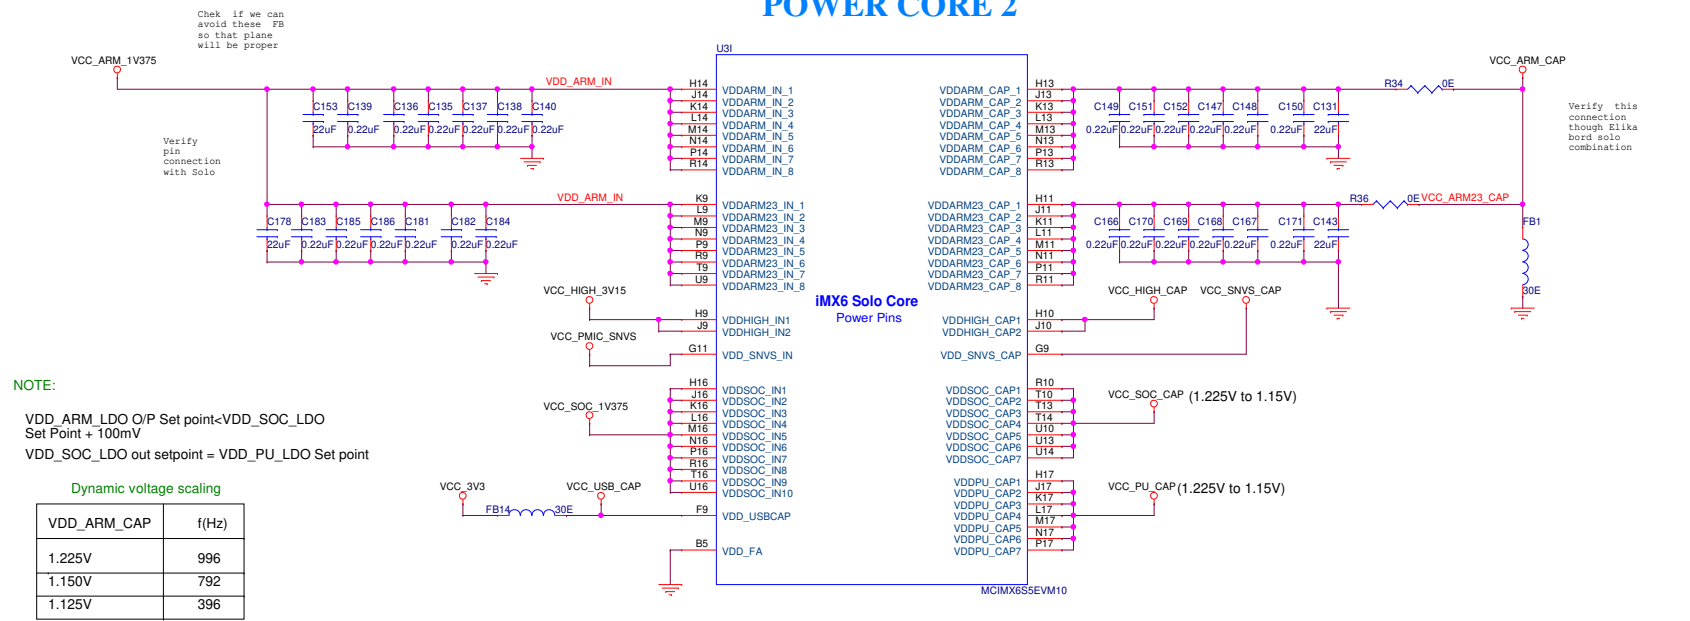 POWER CORE 2
Chek if we can
avoid these FB
so that plane
will be proper
VCC_ARM_1V375
VDD_ARM_IN
C153 C139 C136 C135 C137 C138 C140
22uF 0.22uF 0.22uF 0.22uF 0.22uF 0.22uF 0.22uF
Verify
pin
connection
with Solo
VDD_ARM_IN
C178 C183 C185 C186 C181 C182 C184
22uF 0.22uF 0.22uF 0.22uF 0.22uF 0.22uF 0.22uF
VCC_HIGH_3V15
VCC_PMIC_SNVS
VCC_SOC_1V375
VCC_3V3
VCC_USB_CAP
FB14 30E
U3I
H14 VDDARM_IN_1
J14 VDDARM_IN_2
K14 VDDARM_IN_3
L14 VDDARM_IN_4
M14 VDDARM_IN_5
N14 VDDARM_IN_6
P14 VDDARM_IN_7
R14 VDDARM_IN_8
K9 VDDARM23_IN_1
L9 VDDARM23_IN_2
M9 VDDARM23_IN_3
N9 VDDARM23_IN_4
P9 VDDARM23_IN_5
R9 VDDARM23_IN_6
T9 VDDARM23_IN_7
U9 VDDARM23_IN_8
H9 VDDHIGH_IN1
J9 VDDHIGH_IN2
G11 VDD_SNVS_IN
H16 VDDSOC_IN1
J16 VDDSOC_IN2
K16 VDDSOC_IN3
L16 VDDSOC_IN4
M16 VDDSOC_IN5
N16 VDDSOC_IN6
P16 VDDSOC_IN7
R16 VDDSOC_IN8
T16 VDDSOC_IN9
U16 VDDSOC_IN10
F9 VDD_USBCAP
B5 VDD_FA
iMX6 Solo Core
Power Pins
VDDARM_CAP_1 H13
VDDARM_CAP_2 J13
VDDARM_CAP_3 K13
VDDARM_CAP_4 L13
VDDARM_CAP_5 M13
VDDARM_CAP_6 N13
VDDARM_CAP_7 P13
VDDARM_CAP_8 R13
VDDARM23_CAP_1 H11
VDDARM23_CAP_2 J11
VDDARM23_CAP_3 K11
VDDARM23_CAP_4 L11
VDDARM23_CAP_5 M11
VDDARM23_CAP_6 N11
VDDARM23_CAP_7 P11
VDDARM23_CAP_8 R11
VDDHIGH_CAP1 H10
VDDHIGH_CAP2 J10
VDD_SNVS_CAP G9
VDDSOC_CAP1 R10
VDDSOC_CAP2 T10
VDDSOC_CAP3 T13
VDDSOC_CAP4 T14
VDDSOC_CAP5 U10
VDDSOC_CAP6 U13
VDDSOC_CAP7 U14
VDDPU_CAP1 H17
VDDPU_CAP2 J17
VDDPU_CAP3 K17
VDDPU_CAP4 L17
VDDPU_CAP5 M17
VDDPU_CAP6 N17
VDDPU_CAP7 P17
MCIMX6S5EVM10
VCC_ARM_CAP
R34 0E
C149 C151 C152 C147 C148 C150 C131
0.22uF 0.22uF 0.22uF 0.22uF 0.22uF 0.22uF 22uF
Verify this
connection
though Elika
bord solo
combination
R36 0E VCC_ARM23_CAP
C166 C170 C169 C168 C167 C171 C143
0.22uF 0.22uF 0.22uF 0.22uF 0.22uF 0.22uF 22uF
FB1
30E
VCC_HIGH_CAP VCC_SNVS_CAP
VCC_SOC_CAP (1.225V to 1.15V)
VCC_PU_CAP (1.225V to 1.15V)
NOTE:
VDD_ARM_LDO O/P Set point<VDD_SOC_LDO
Set Point + 100mV
VDD_SOC_LDO out setpoint = VDD_PU_LDO Set point
Dynamic voltage scaling
VDD_ARM_CAP f(Hz)
1.225V 996
1.150V 792
1.125V 396